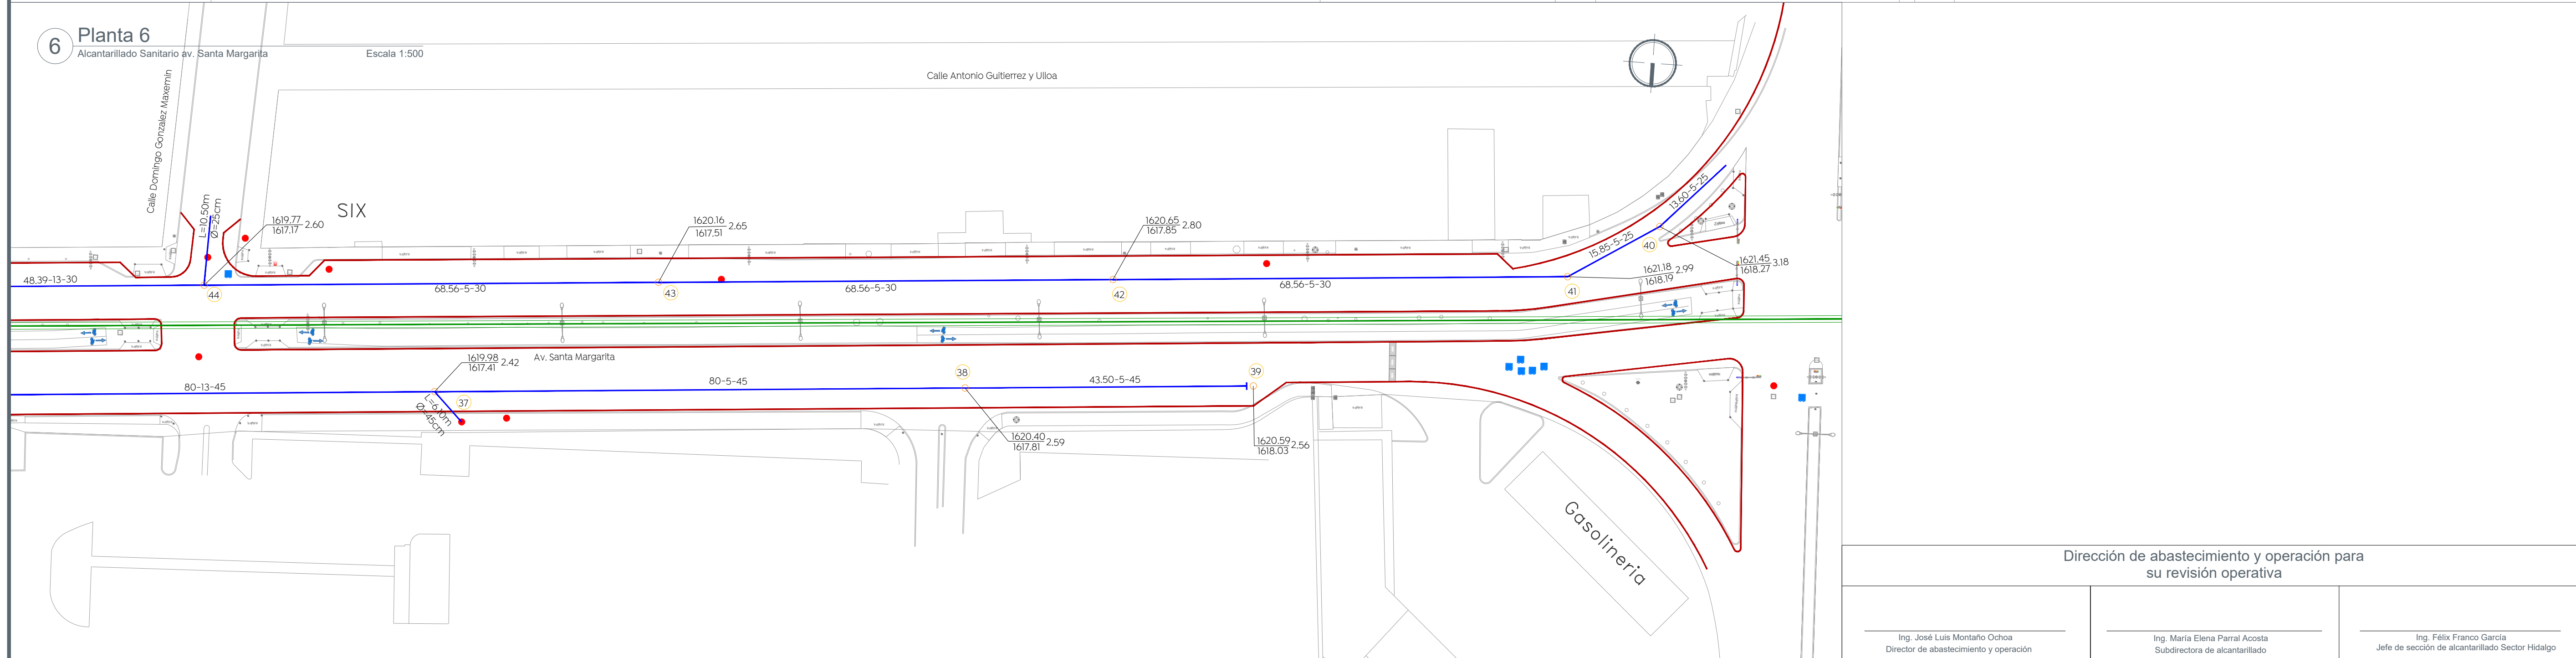 6
Planta 6
Alcantarillado Sanitario av. Santa Margarita
Escala 1:500
Calle Antonio Guitierrez y Ulloa
Calle Domingo Gonzalez Maxemin
SIX
L=10.50m
Ø=25cm
1619.77
1617.17
2.60
1620.16
1617.51
2.65
1620.65
1617.85
2.80
13.60-5-25
15.85-5-25
40
1621.45
1618.27
3.18
1621.18
1618.19
2.99
48.39-13-30
44
68.56-5-30
43
68.56-5-30
42
68.56-5-30
41
Av. Santa Margarita
1619.98
1617.41
2.42
80-13-45
37
L=6.10m
Ø=45cm
80-5-45
38
43.50-5-45
39
1620.40
1617.81
2.59
1620.59
1618.03
2.56
Gasolineria
Dirección de abastecimiento y operación para
su revisión operativa
Ing. José Luis Montaño Ochoa
Director de abastecimiento y operación
Ing. María Elena Parral Acosta
Subdirectora de alcantarillado
Ing. Félix Franco García
Jefe de sección de alcantarillado Sector Hidalgo